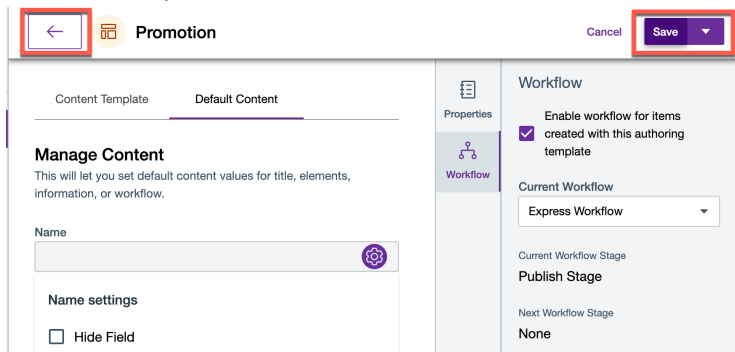 Promotion
Cancel
Save
Content Template
Default Content
Manage Content
This will let you set default content values for title, elements,
information, or workflow.
Name
Name settings
Hide Field
Properties
Workflow
Workflow
Enable workflow for items
created with this authoring
template
Current Workflow
Express Workflow
Current Workflow Stage
Publish Stage
Next Workflow Stage
None